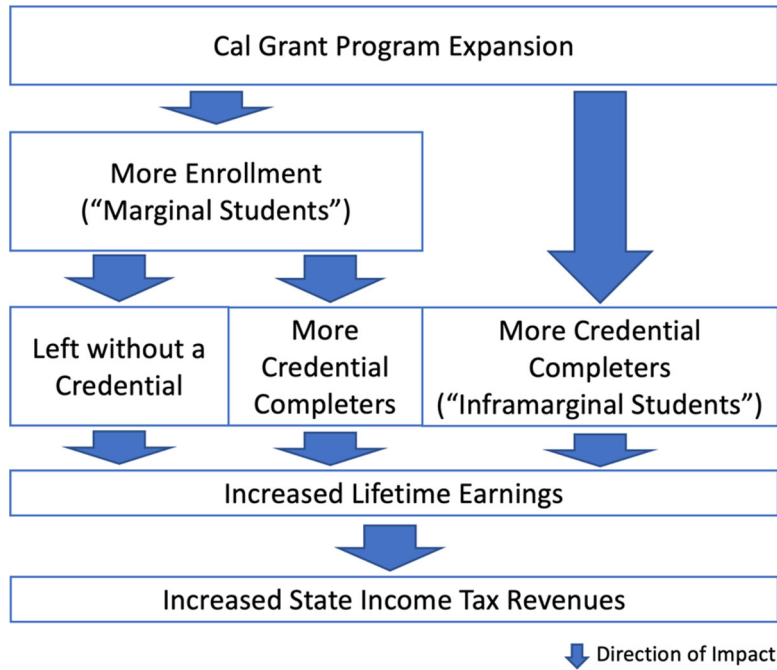 Cal Grant Program Expansion
More Enrollment
(“Marginal Students”)
Left without a
Credential
More
Credential
Completers
More Credential
Completers
(“Inframarginal Students”)
Increased Lifetime Earnings
Increased State Income Tax Revenues
Direction of Impact